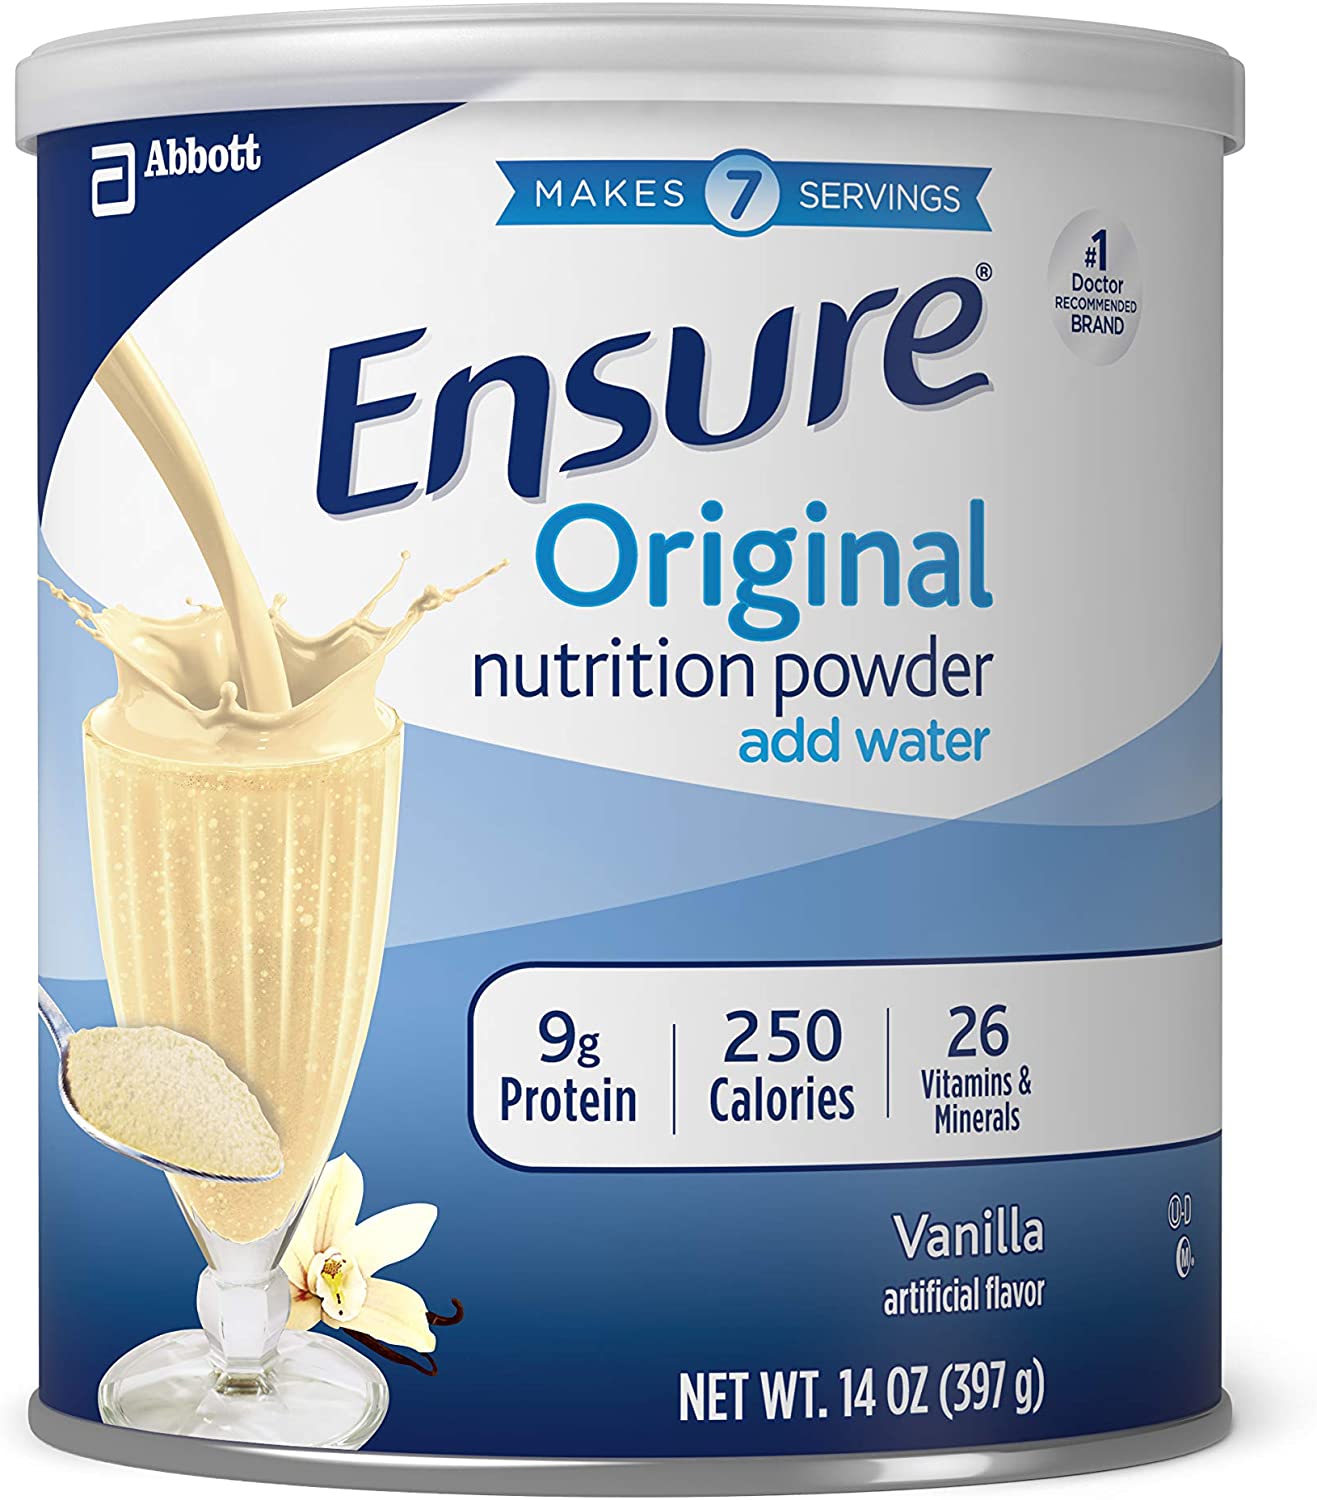 Abbott
MAKES 7 SERVINGS
Ensure®
#1
Doctor
RECOMMENDED
BRAND
Original
nutrition powder
add water
9g
Protein
250
Calories
26
Vitamins &
Minerals
Vanilla
artificial flavor
U-D
M
NET WT. 14 OZ (397 g)